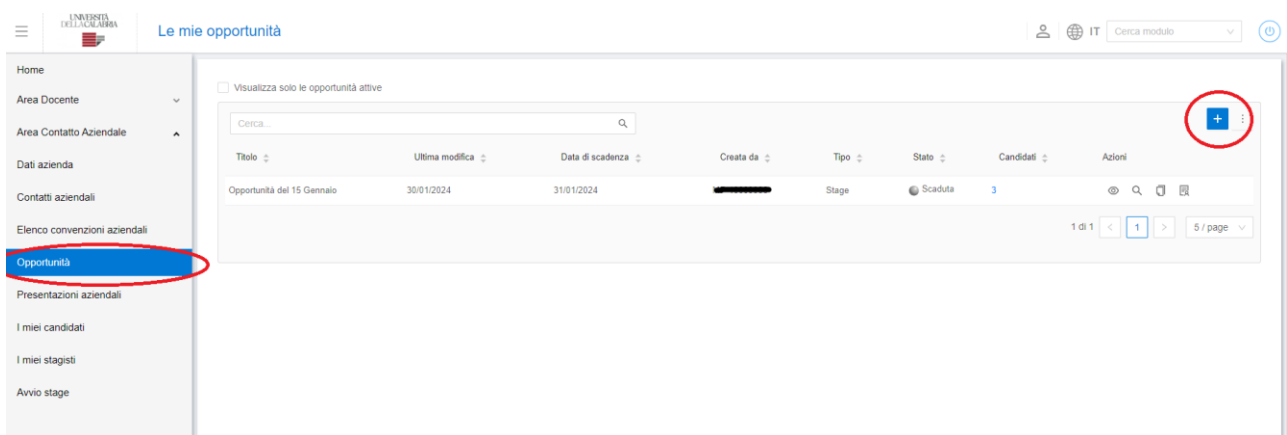 UNIVERSITÀ
DELLA CALABRIA
Le mie opportunità
IT
Cerca modulo
Home
Area Docente
Area Contatto Aziendale
Dati azienda
Contatti aziendali
Elenco convenzioni aziendali
Opportunità
Presentazioni aziendali
I miei candidati
I miei stagisti
Avvio stage
Visualizza solo le opportunità attive
Cerca...
+
Titolo Ultima modifica Data di scadenza Creata da Tipo Stato Candidati Azioni
Opportunità del 15 Gennaio 30/01/2024 31/01/2024 Stage Scaduta 3
1 di 1 < 1 > 5 / page